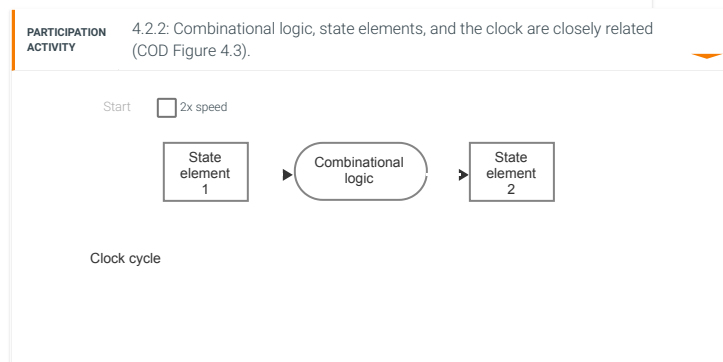 PARTICIPATION
ACTIVITY
4.2.2: Combinational logic, state elements, and the clock are closely related
(COD Figure 4.3).
Start
2x speed
State
element
1
Combinational
logic
State
element
2
Clock cycle